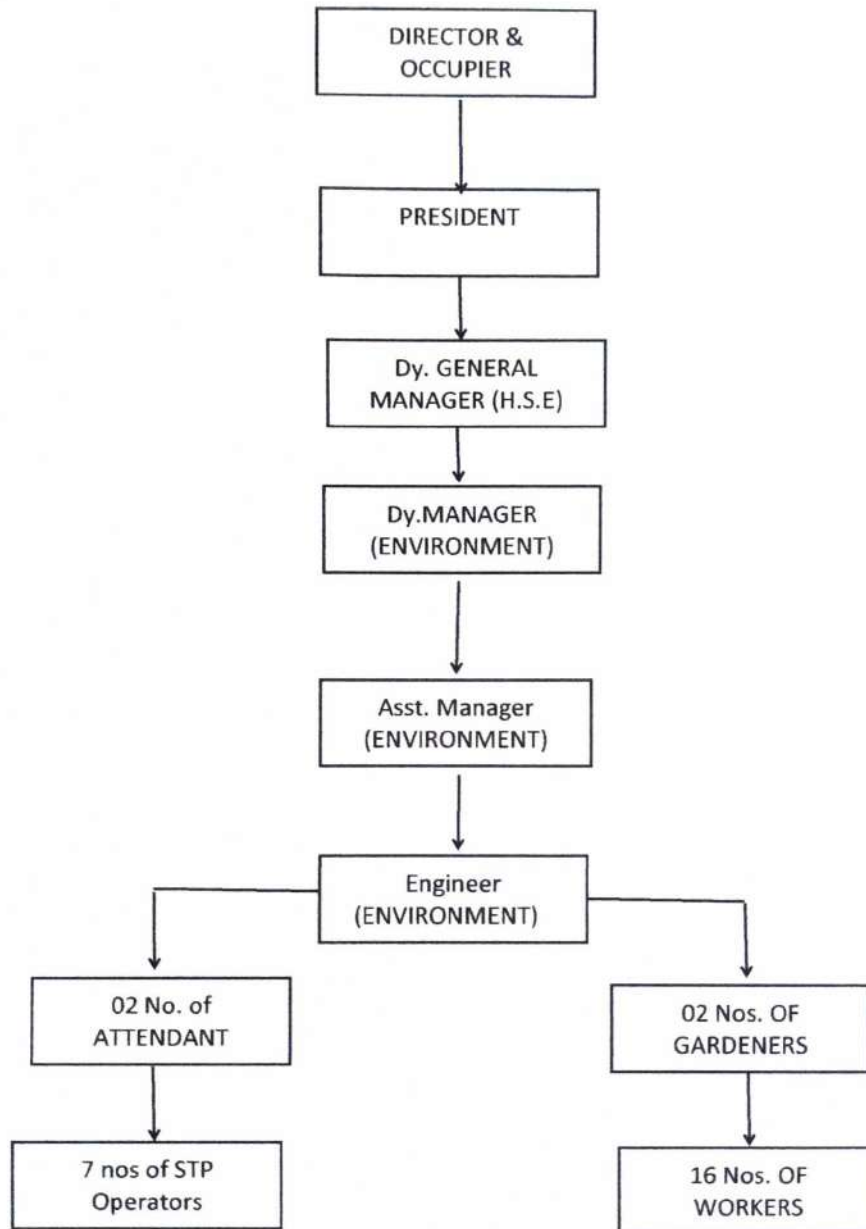 DIRECTOR &
OCCUPIER
PRESIDENT
Dy. GENERAL
MANAGER (H.S.E)
Dy.MANAGER
(ENVIRONMENT)
Asst. Manager
(ENVIRONMENT)
Engineer
(ENVIRONMENT)
02 No. of
ATTENDANT
02 Nos. OF
GARDENERS
7 nos of STP
Operators
16 Nos. OF
WORKERS